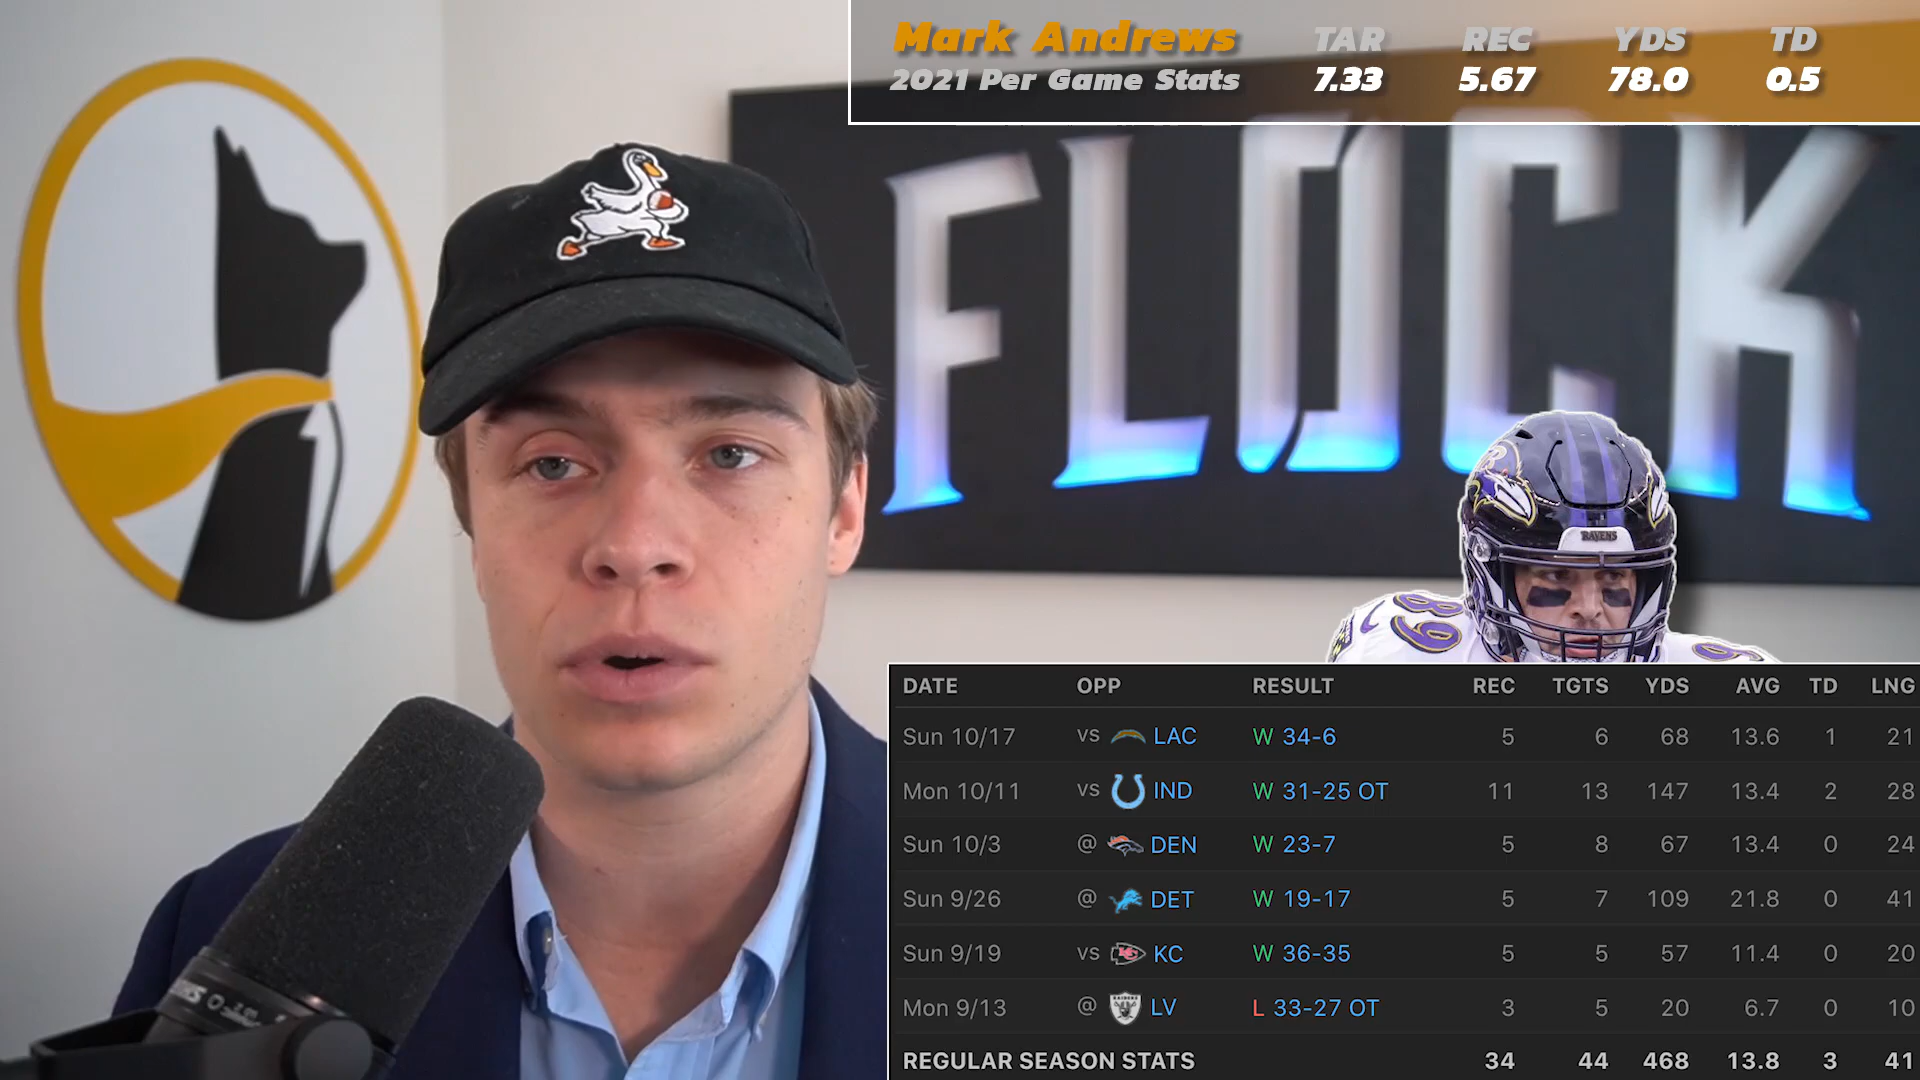 Mark Andrews TAR REC YDS TD
2021 Per Game Stats 7.33 5.67 78.0 0.5
FLOCK
RAVENS
89
DATE OPP RESULT REC TGTS YDS AVG TD LNG
Sun 10/17 vs LAC W 34-6 5 6 68 13.6 1 21
Mon 10/11 vs IND W 31-25 OT 11 13 147 13.4 2 28
Sun 10/3 @ DEN W 23-7 5 8 67 13.4 0 24
Sun 9/26 @ DET W 19-17 5 7 109 21.8 0 41
Sun 9/19 vs KC W 36-35 5 5 57 11.4 0 20
Mon 9/13 @ LV L 33-27 OT 3 5 20 6.7 0 10
REGULAR SEASON STATS 34 44 468 13.8 3 41